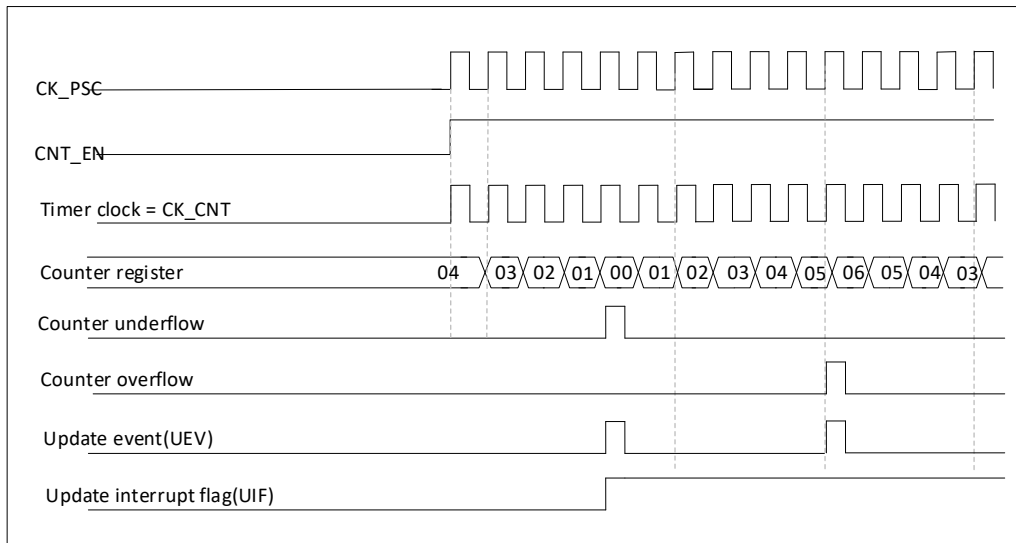 CK_PSC
CNT_EN
Timer clock = CK_CNT
Counter register 04 03 02 01 00 01 02 03 04 05 06 05 04 03
Counter underflow
Counter overflow
Update event(UEV)
Update interrupt flag(UIF)